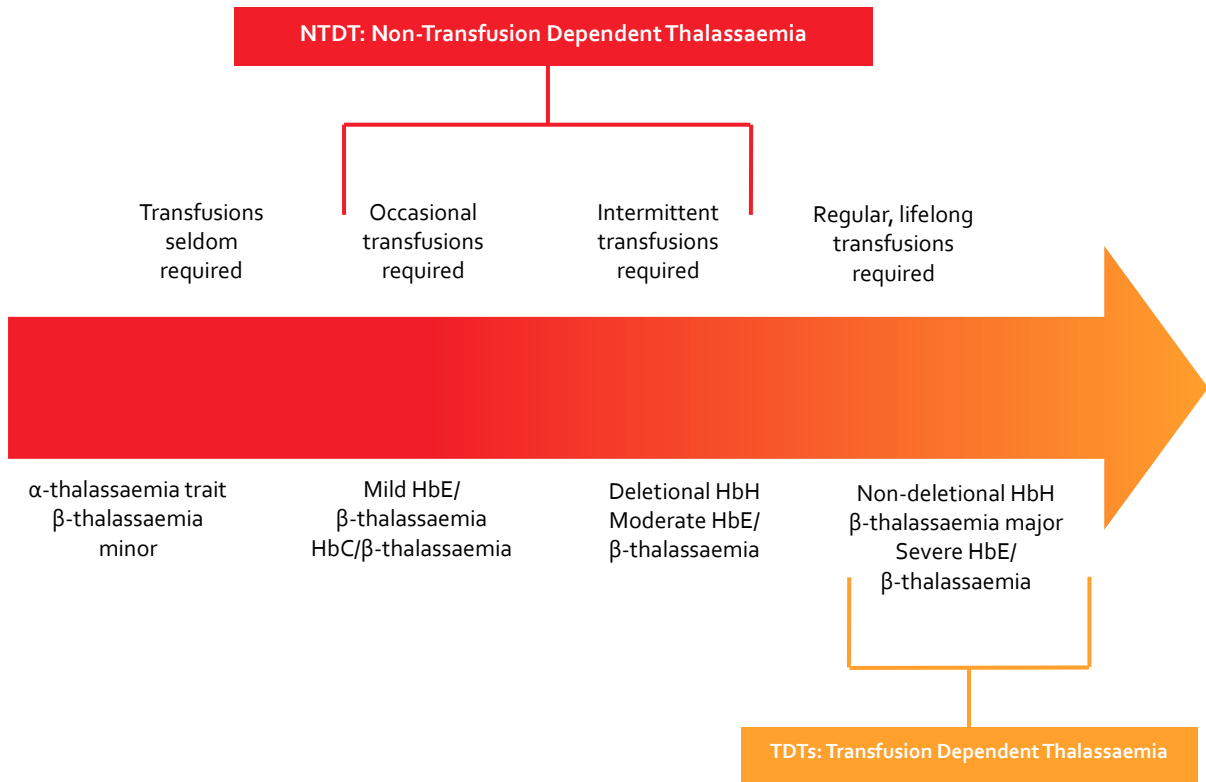 NTDT: Non-Transfusion Dependent Thalassaemia
Transfusions
seldom
required
Occasional
transfusions
required
Intermittent
transfusions
required
Regular, lifelong
transfusions
required
α-thalassaemia trait
β-thalassaemia
minor
Mild HbE/
β-thalassaemia
HbC/β-thalassaemia
Deletional HbH
Moderate HbE/
β-thalassaemia
Non-deletional HbH
β-thalassaemia major
Severe HbE/
β-thalassaemia
TDTs: Transfusion Dependent Thalassaemia